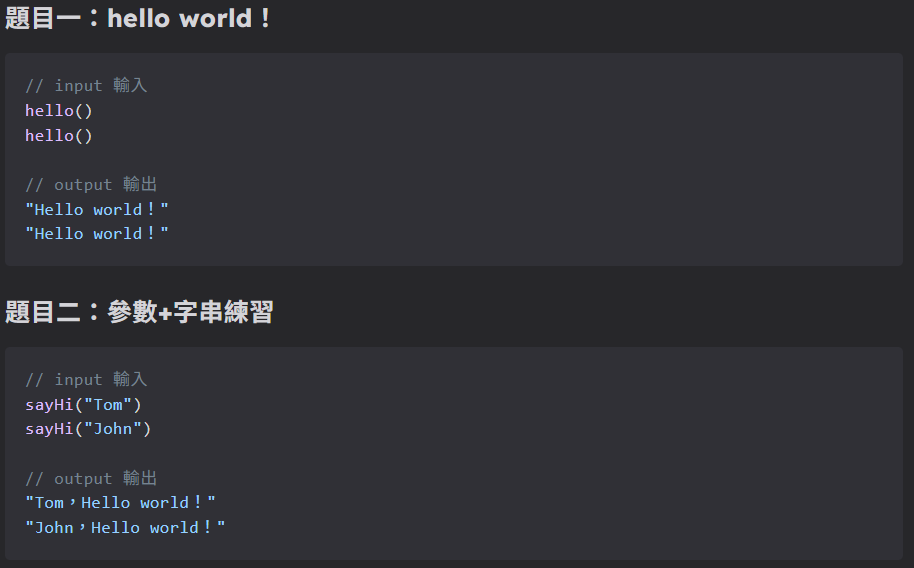 題目一：hello world！
// input 輸入
hello()
hello()
// output 輸出
"Hello world！"
"Hello world！"
題目二：參數+字串練習
// input 輸入
sayHi("Tom")
sayHi("John")
// output 輸出
"Tom，Hello world！"
"John，Hello world！"